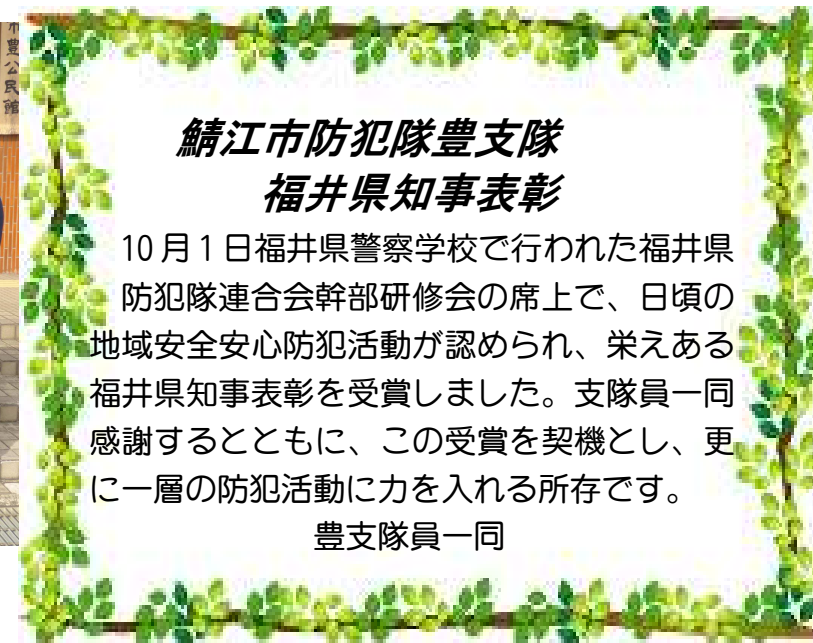 豊公民館
鯖江市防犯隊豊支隊
福井県知事表彰
10月1日福井県警察学校で行われた福井県
防犯隊連合会幹部研修会の席上で、日頃の
地域安全安心防犯活動が認められ、栄えある
福井県知事表彰を受賞しました。支隊員一同
感謝するとともに、この受賞を契機とし、更
に一層の防犯活動に力を入れる所存です。
豊支隊員一同